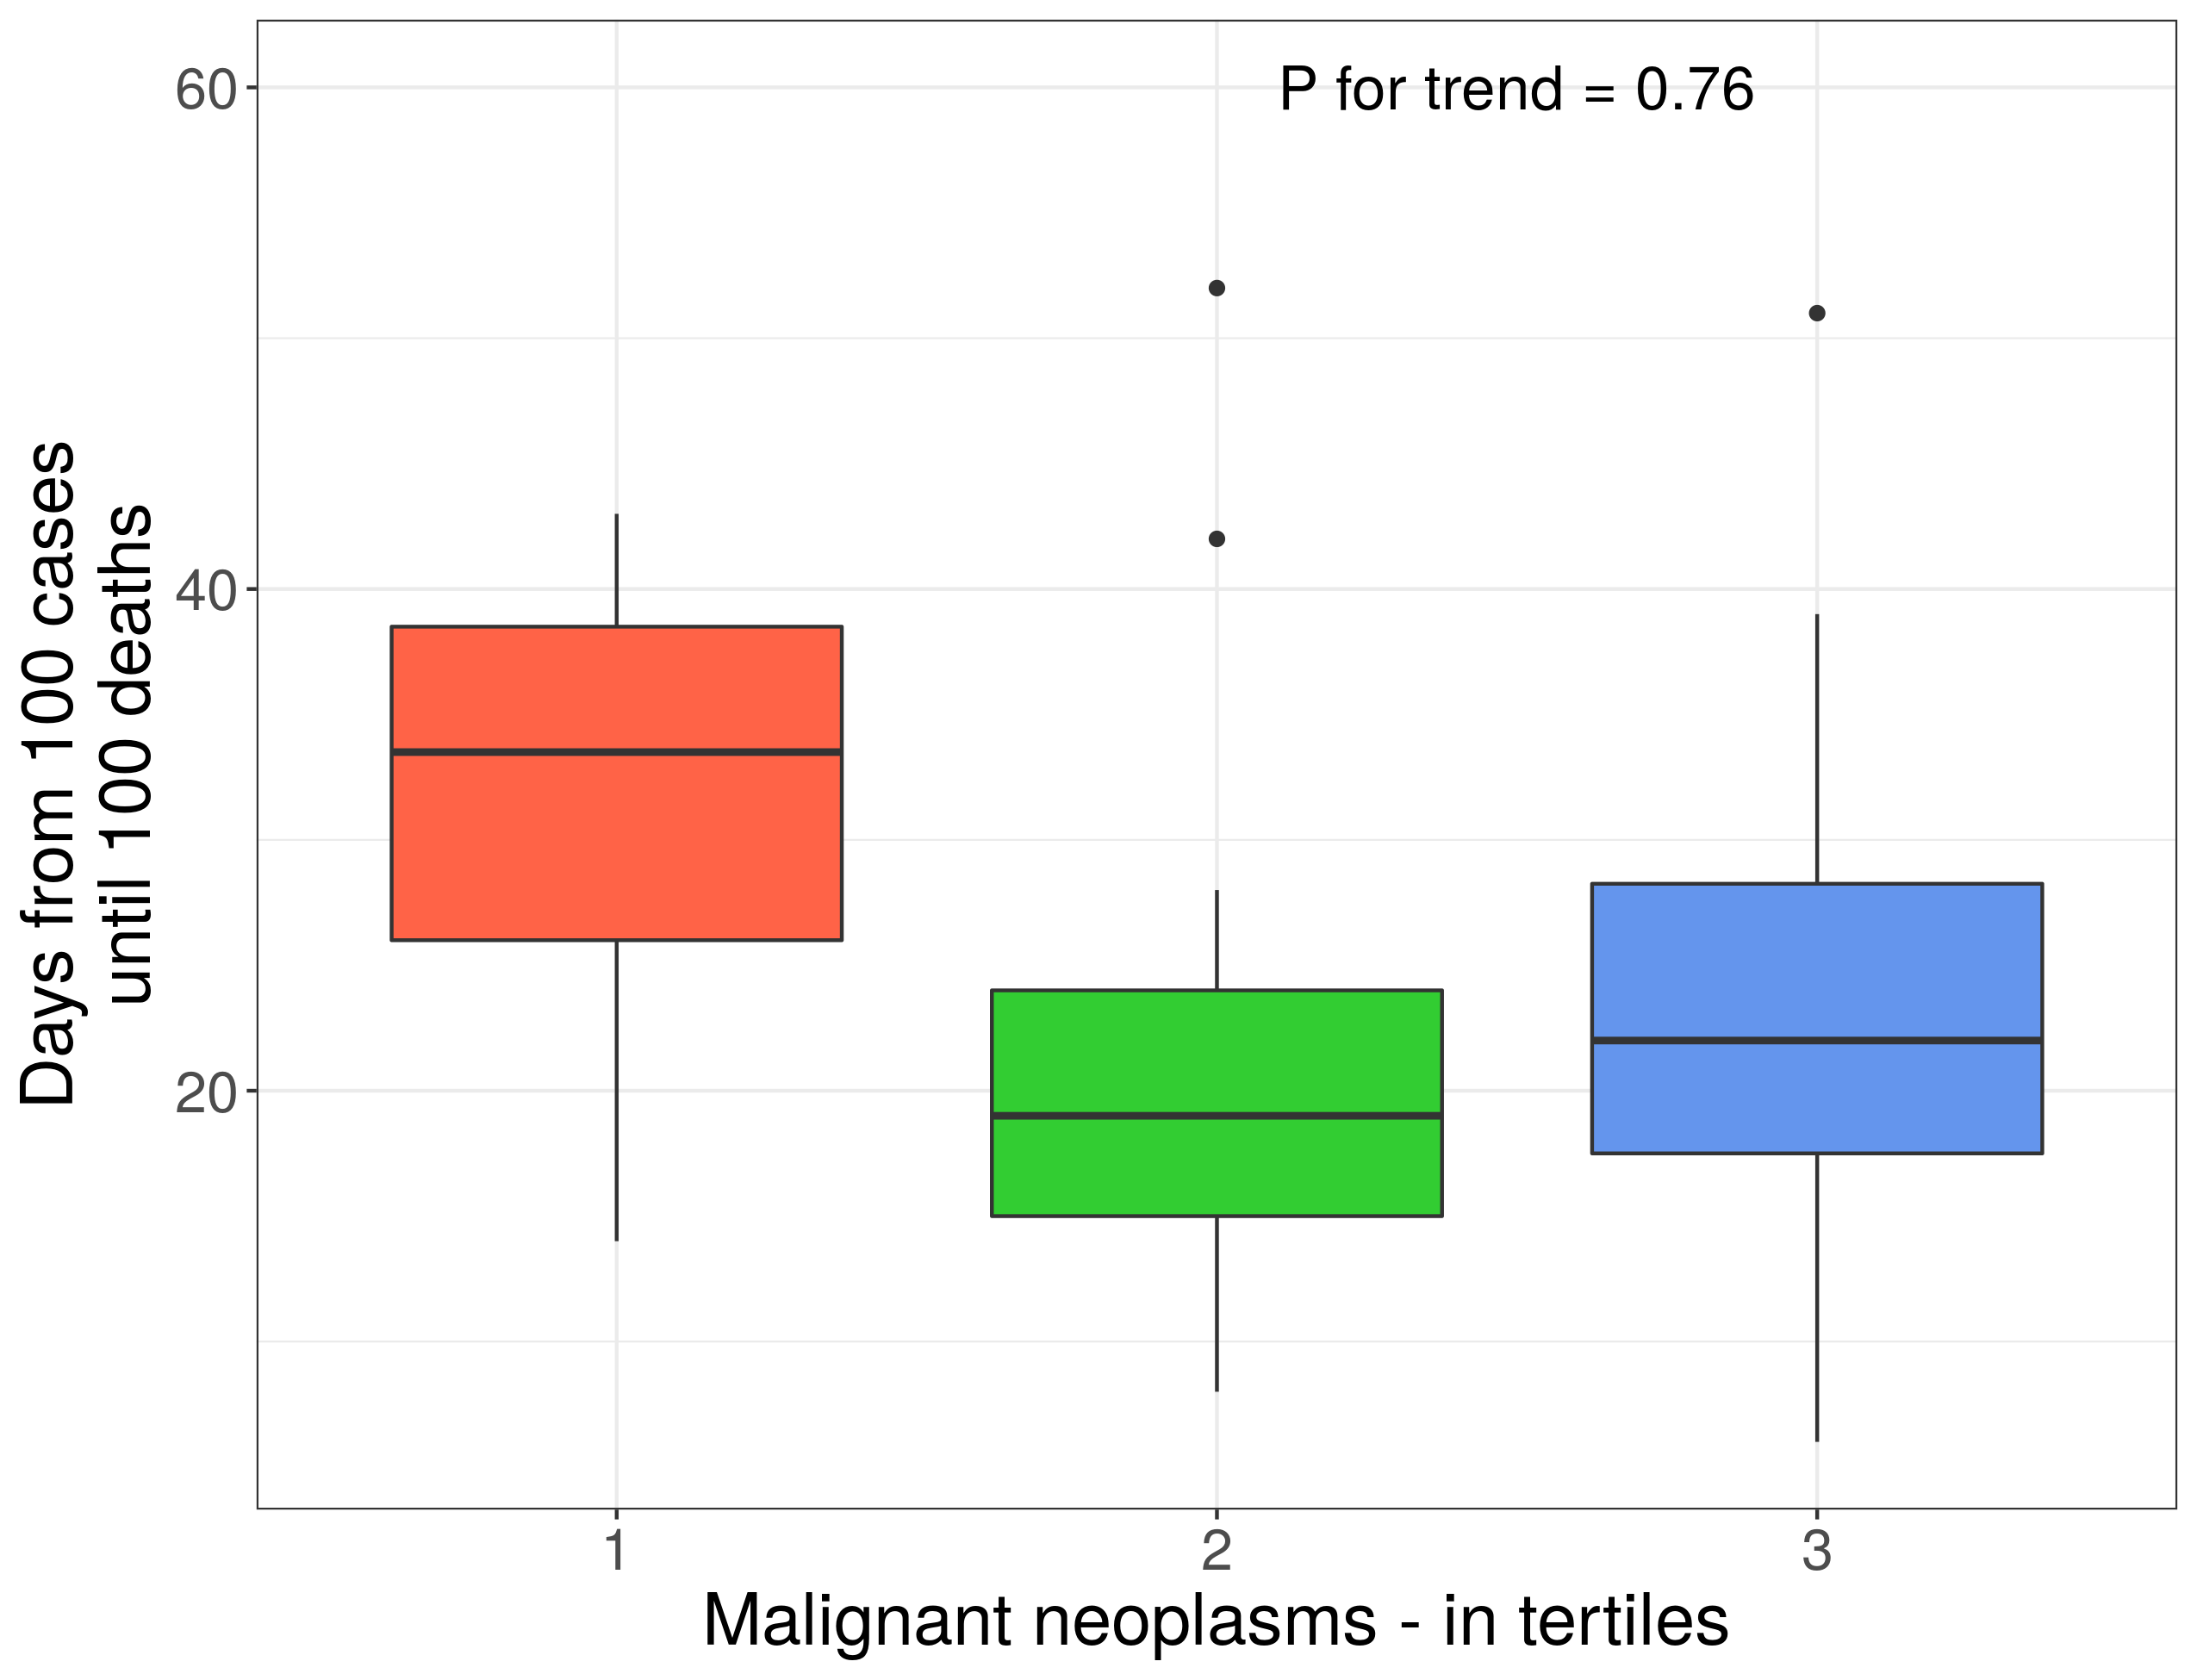 P for trend = 0.76
60
40
20
Days from 100 cases
until 100 deaths
1
2
3
Malignant neoplasms - in tertiles